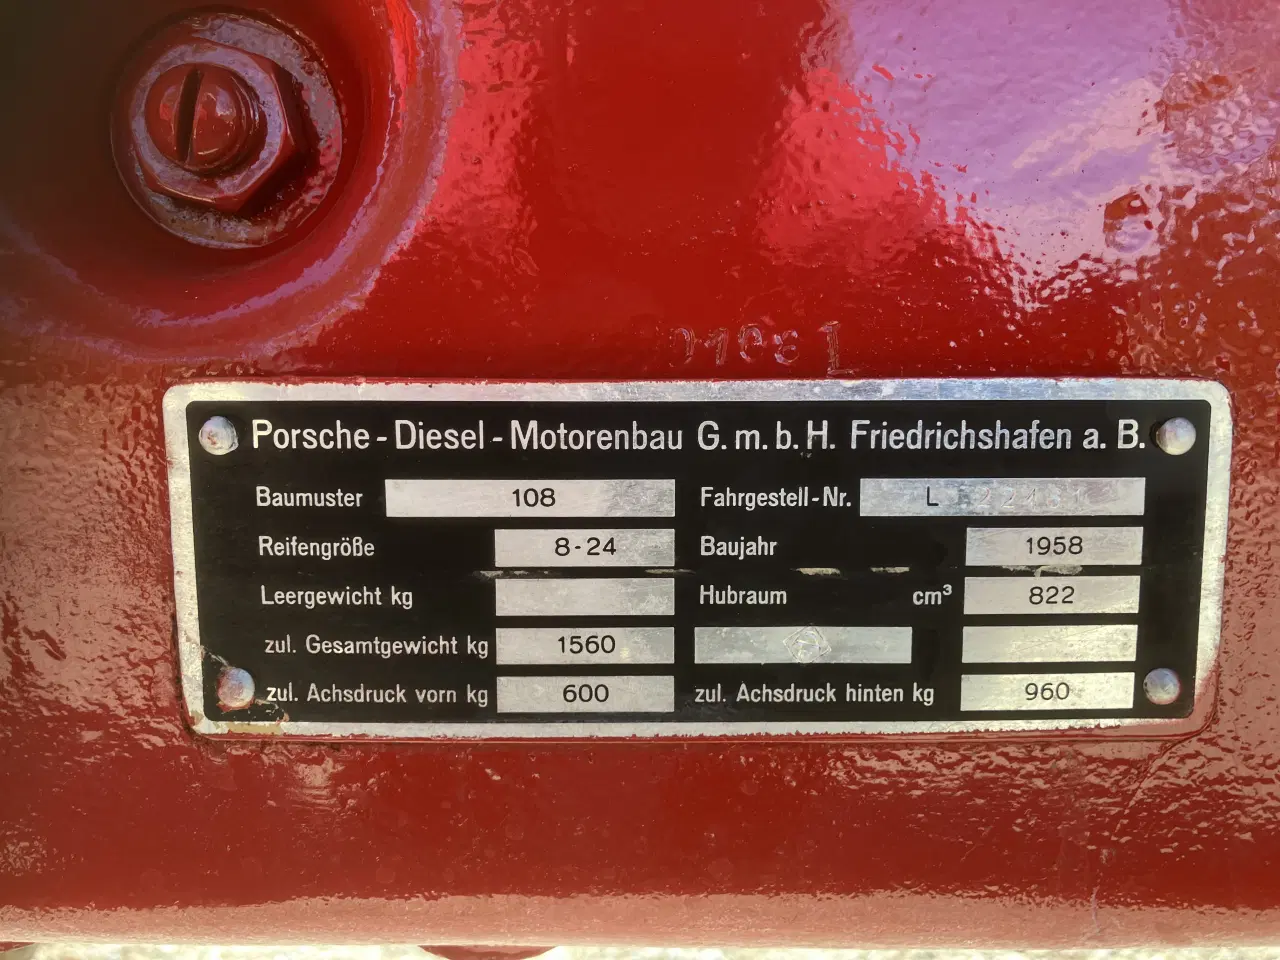 Porsche-Diesel-Motorenbau G.m.b.H. Friedrichshafen a. B.
Baumuster 108 Fahrgestell-Nr. L
Reifengröße 8-24 Baujahr 1958
Leergewicht kg Hubraum cm³ 822
zul. Gesamtgewicht kg 1560
zul. Achsdruck vorn kg 600 zul. Achsdruck hinten kg 960